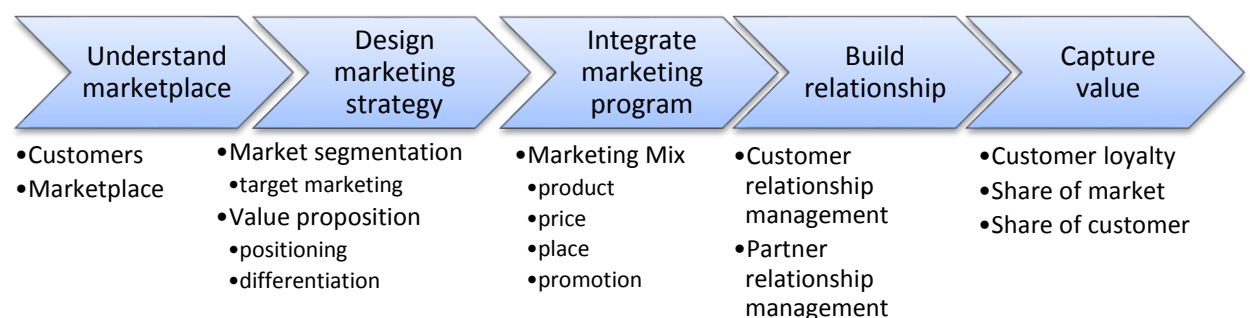 Understand
marketplace
Design
marketing
strategy
Integrate
marketing
program
Build
relationship
Capture
value
•Customers
•Marketplace
•Market segmentation
•target marketing
•Value proposition
•positioning
•differentiation
•Marketing Mix
•product
•price
•place
•promotion
•Customer
relationship
management
•Partner
relationship
management
•Customer loyalty
•Share of market
•Share of customer